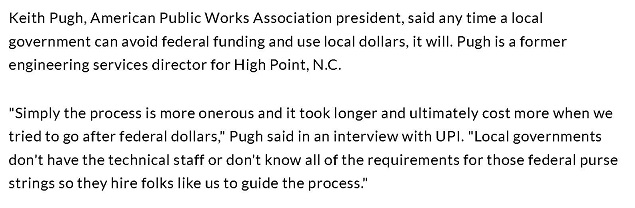 Keith Pugh, American Public Works Association president, said any time a local
government can avoid federal funding and use local dollars, it will. Pugh is a former
engineering services director for High Point, N.C.
"Simply the process is more onerous and it took longer and ultimately cost more when we
tried to go after federal dollars," Pugh said in an interview with UPI. "Local governments
don't have the technical staff or don't know all of the requirements for those federal purse
strings so they hire folks like us to guide the process."